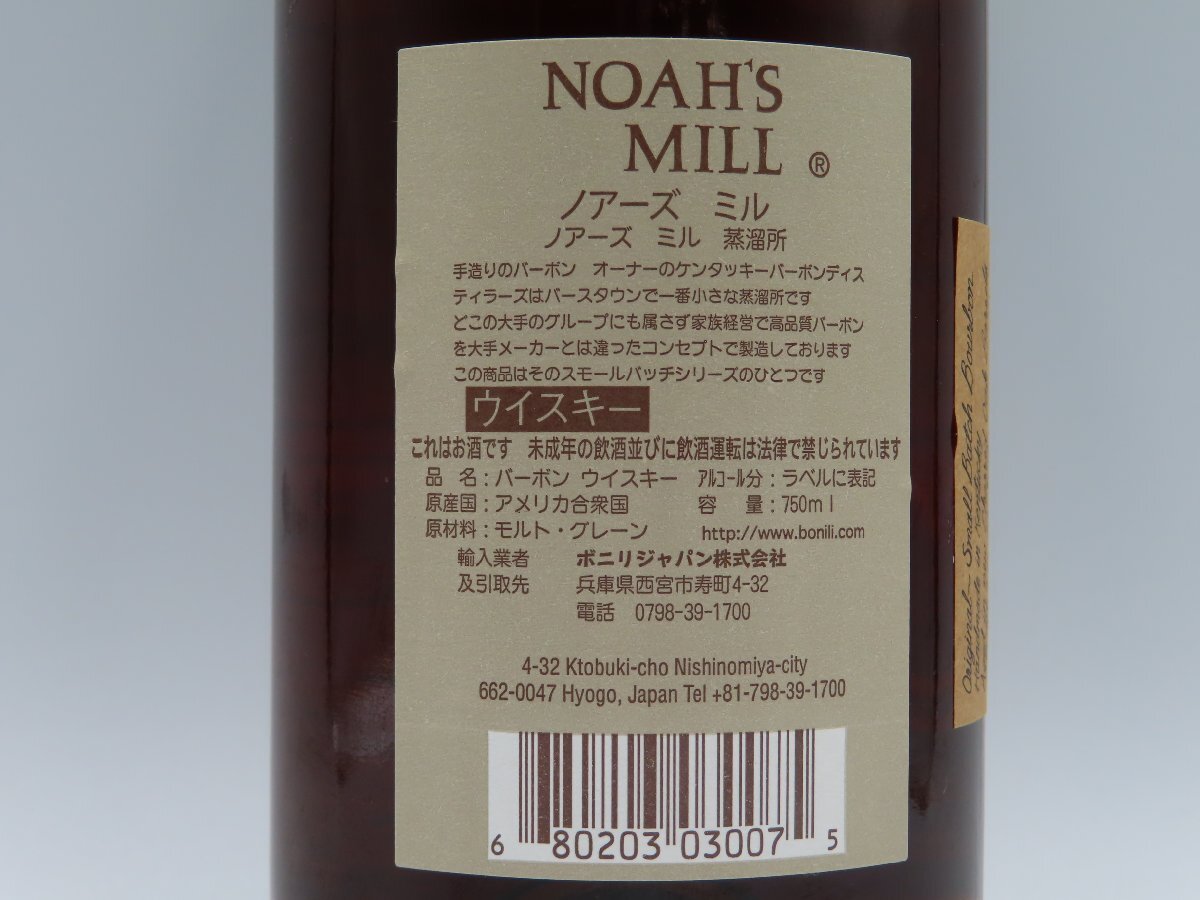 NOAH'S
MILL ®
ノアーズ ミル
ノアーズ ミル 蒸溜所
手造りのバーボン オーナーのケンタッキーバーボンディス
ティラーズはバースタウンで一番小さな蒸溜所です
どこの大手のグループにも属さず家族経営で高品質バーボン
を大手メーカーとは違ったコンセプトで製造しております
この商品はそのスモールバッチシリーズのひとつです
ウイスキー
これはお酒です 未成年の飲酒並びに飲酒運転は法律で禁じられています
品 名:バーボン ウイスキー アルコール分:ラベルに表記
原産国:アメリカ合衆国 容 量:750ml
原材料:モルト・グレーン http://www.bonili.com
輸入業者 ボニリジャパン株式会社
及引取先 兵庫県西宮市寿町4-32
電話 0798-39-1700
4-32 Ktobuki-cho Nishinomiya-city
662-0047 Hyogo, Japan Tel +81-798-39-1700
6 80203 03007 5
Original Small Batch Bourbon